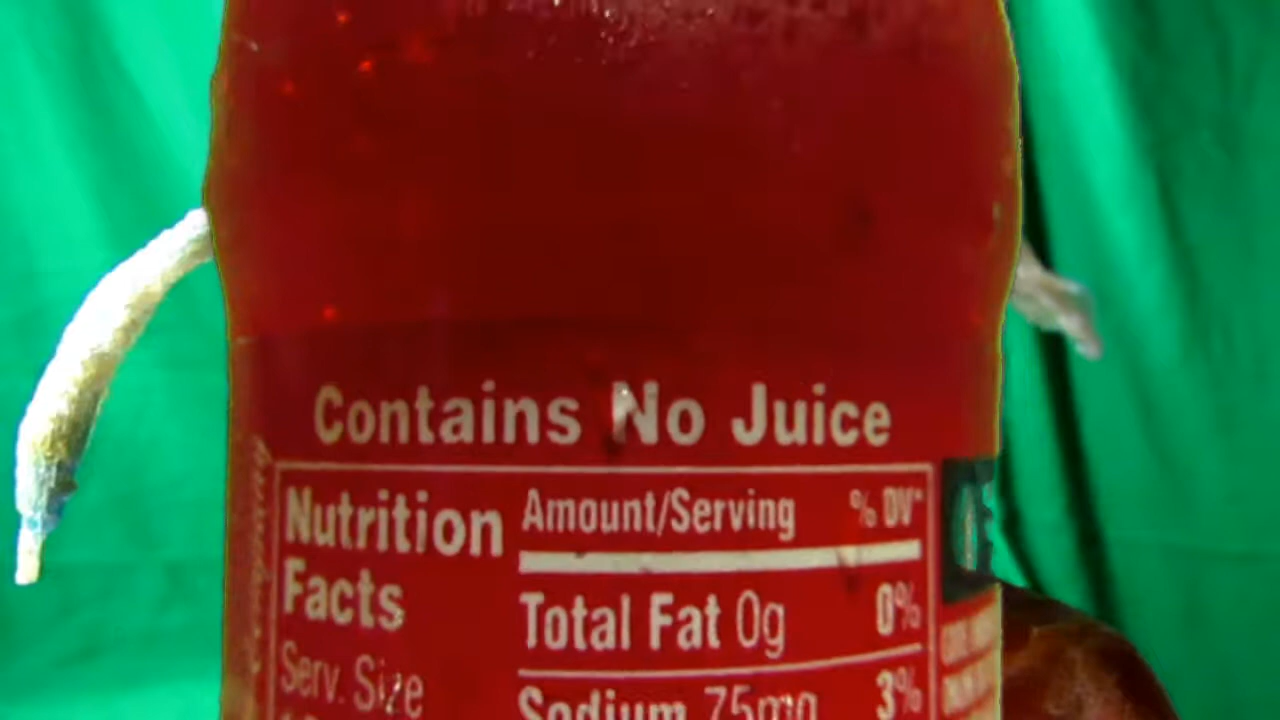 Contains No Juice
Nutrition
Facts
Serv. Size
Amount/Serving % DV*
Total Fat 0g 0%
Sodium 75mg 3%